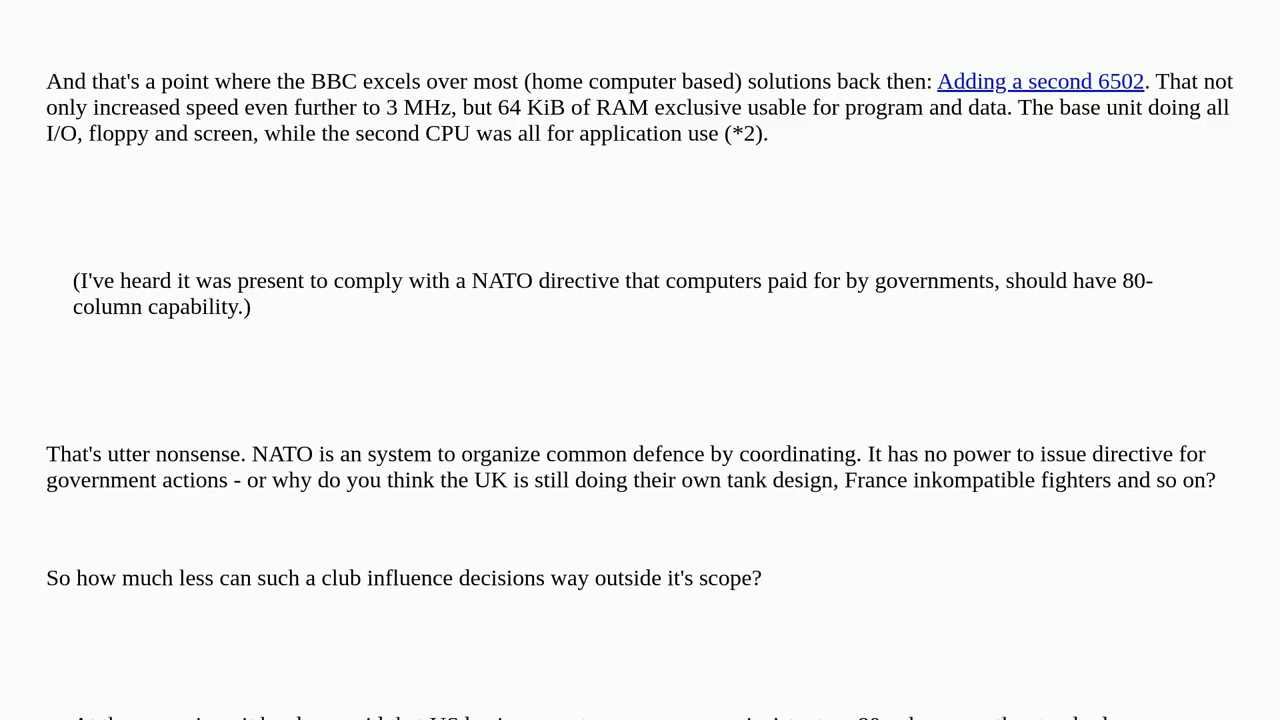 And that's a point where the BBC excels over most (home computer based) solutions back then: Adding a second 6502. That not
only increased speed even further to 3 MHz, but 64 KiB of RAM exclusive usable for program and data. The base unit doing all
I/O, floppy and screen, while the second CPU was all for application use (*2).
(I've heard it was present to comply with a NATO directive that computers paid for by governments, should have 80-
column capability.)
That's utter nonsense. NATO is an system to organize common defence by coordinating. It has no power to issue directive for
government actions - or why do you think the UK is still doing their own tank design, France inkompatible fighters and so on?
So how much less can such a club influence decisions way outside it's scope?